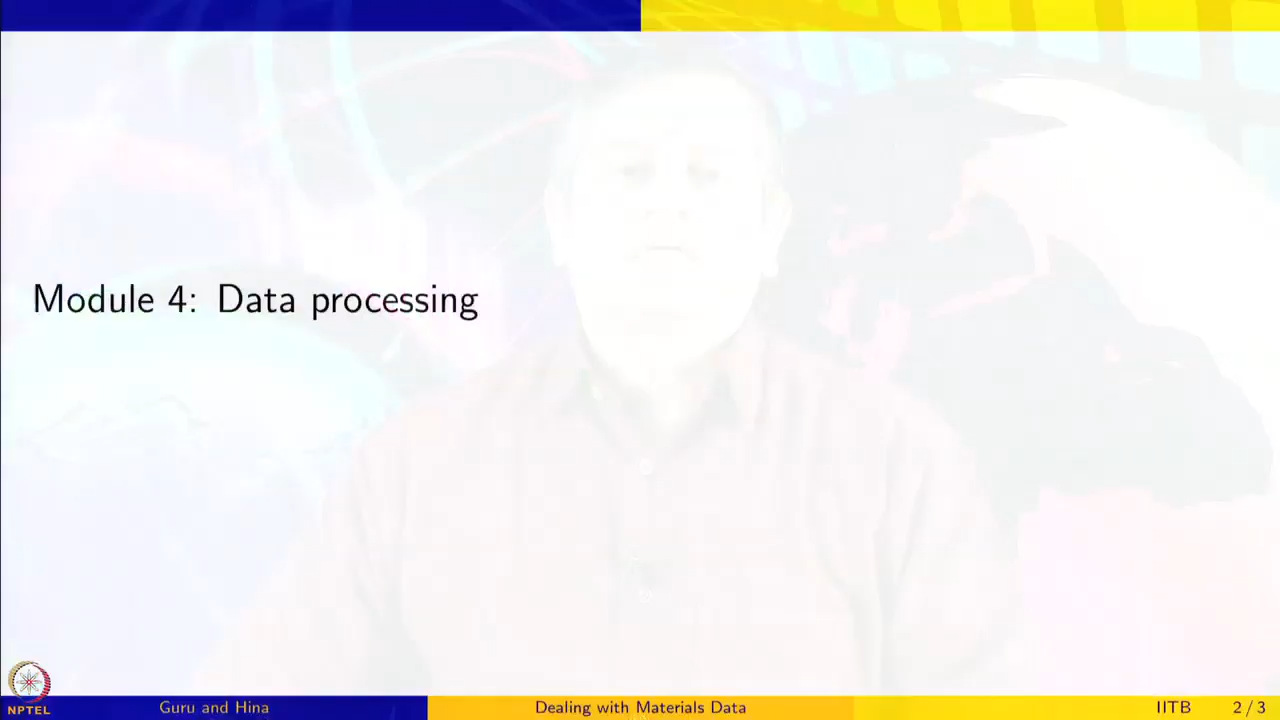 Module 4: Data processing
NPTEL
Guru and Hina
Dealing with Materials Data
IITB
2 / 3